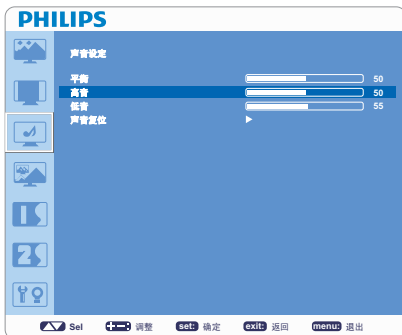 PHILIPS
声音设定
平衡 50
高音 50
低音 55
声音复位
Sel 调整 set: 确定 exit: 返回 menu: 退出